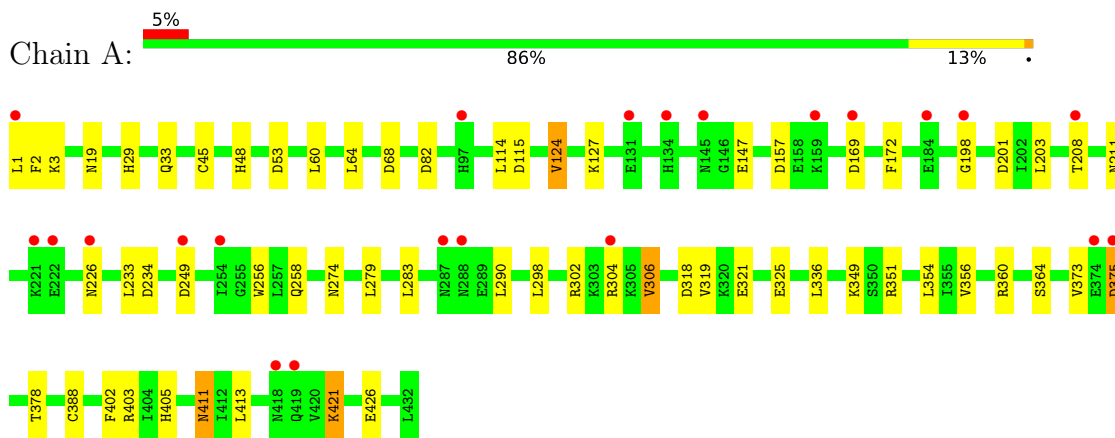 5%
Chain A:
86% 13% •
L1 F2 K3 N19 H29 Q33 C45 H48 D53 L60 L64 D68 D82 H97 L114 D115 V124 K127 E131 H134 N145 G146 E147 D157 E158 K159 D169 F172 E184 G198 D201 I202 L203 T208 N211
K221 E222 N226 L233 D234 D249 I254 G255 W256 L257 Q258 N274 L279 L283 N287 N288 E289 L290 L298 R302 K303 R304 K305 V306 D318 V319 K320 E321 E325 L336 K349 S350 R351 L354 I355 V356 R360 S364 V373 E374 D375
T378 C388 F402 R403 I404 H405 N411 I412 L413 N418 Q419 V420 K421 E426 L432